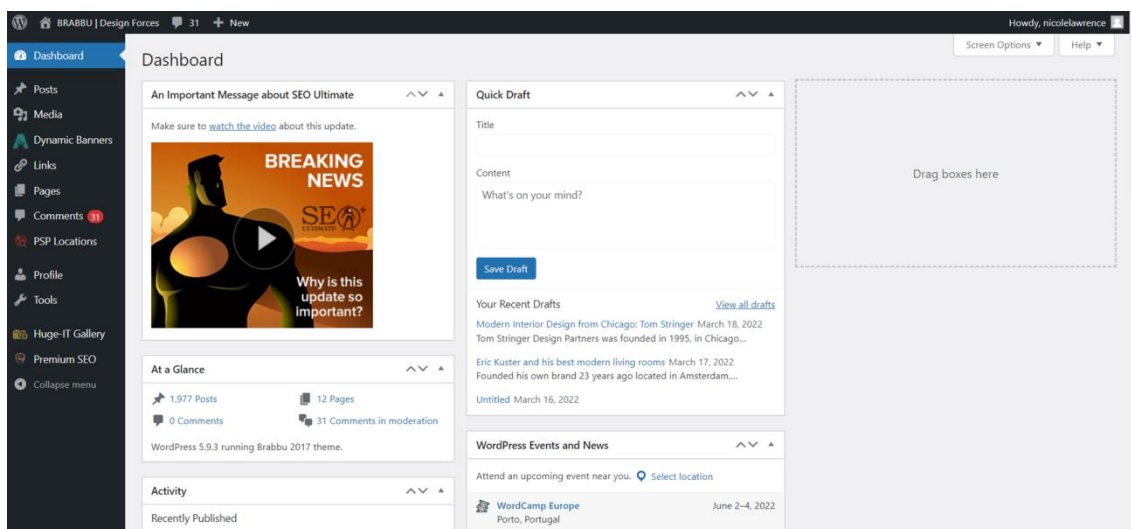 BRABBU | Design Forces 31 + New
Howdy, nicolelawrence
Dashboard
Posts
Media
Dynamic Banners
Links
Pages
Comments 31
PSP Locations
Profile
Tools
Huge-IT Gallery
Premium SEO
Collapse menu
Screen Options ▼ Help ▼
Dashboard
An Important Message about SEO Ultimate
Make sure to watch the video about this update.
BREAKING
NEWS
SEO+
ULTIMATE
Why is this
update so
important?
At a Glance
1,977 Posts 12 Pages
0 Comments 31 Comments in moderation
WordPress 5.9.3 running Brabbu 2017 theme.
Activity
Recently Published
Quick Draft
Title
Content
What's on your mind?
Save Draft
Your Recent Drafts View all drafts
Modern Interior Design from Chicago: Tom Stringer March 18, 2022
Tom Stringer Design Partners was founded in 1995, in Chicago...
Eric Kuster and his best modern living rooms March 17, 2022
Founded his own brand 23 years ago located in Amsterdam,...
Untitled March 16, 2022
WordPress Events and News
Attend an upcoming event near you. Select location
WordCamp Europe June 2–4, 2022
Porto, Portugal
Drag boxes here